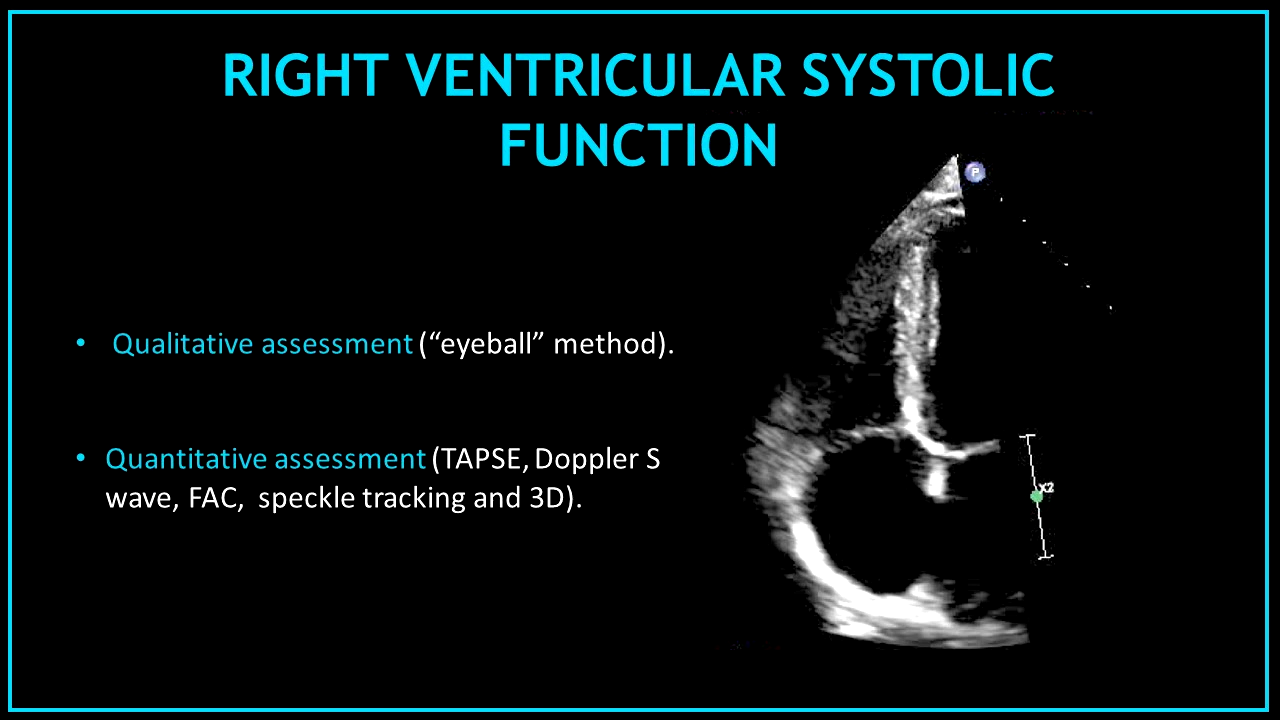 RIGHT VENTRICULAR SYSTOLIC
FUNCTION
P
• Qualitative assessment (“eyeball” method).
• Quantitative assessment (TAPSE, Doppler S
wave, FAC,  speckle tracking and 3D).
X2